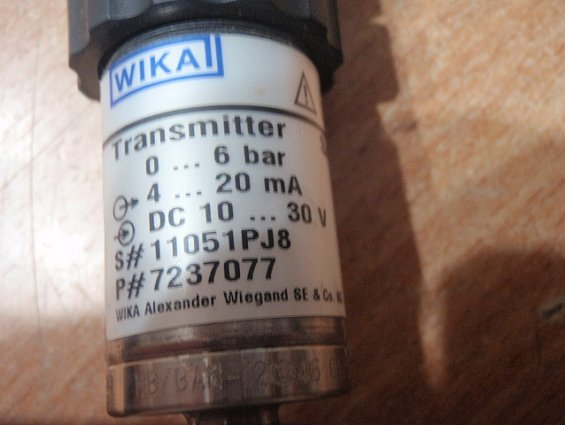 WIKA
Transmitter
0 ... 6 bar
4 ... 20 mA
DC 10 ... 30 V
S# 11051PJ8
P# 7237077
WIKA Alexander Wiegand SE & Co.